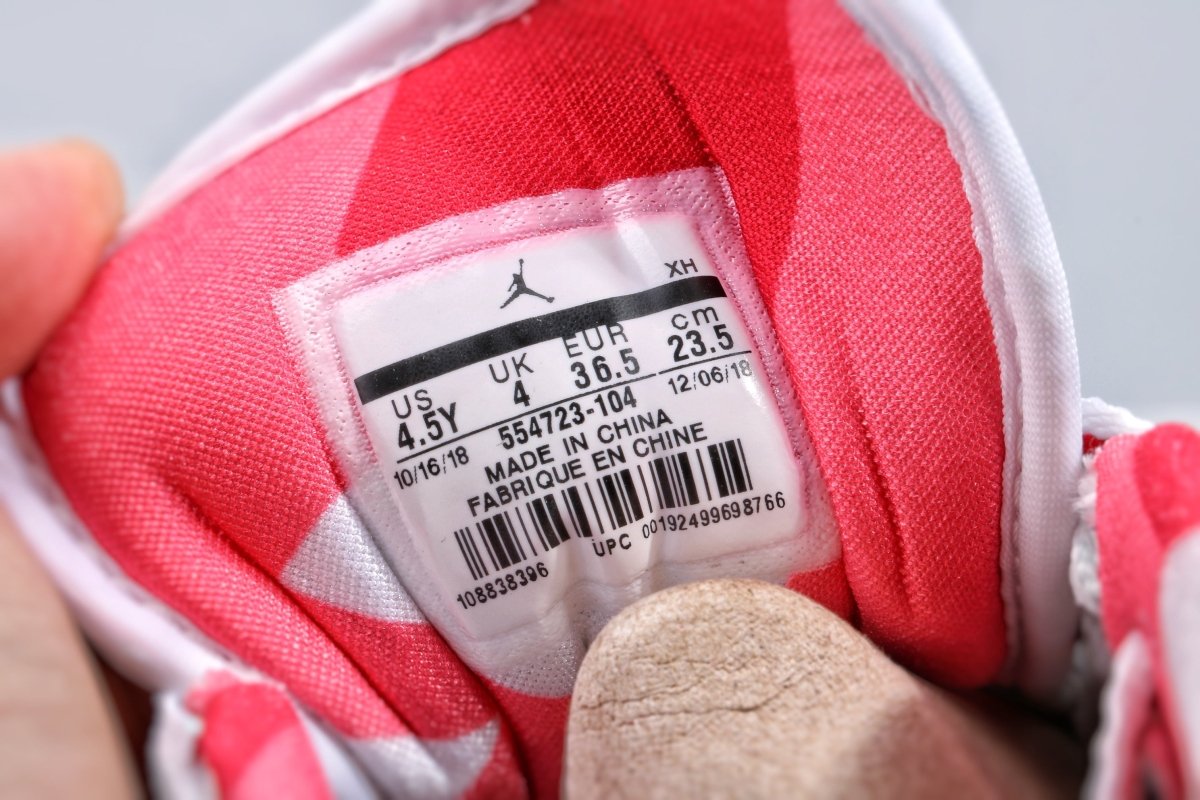 XH
US UK EUR cm
4.5Y 4 36.5 23.5
10/16/18 554723-104 12/06/18
MADE IN CHINA
FABRIQUE EN CHINE
108838396 UPC 00192499698766